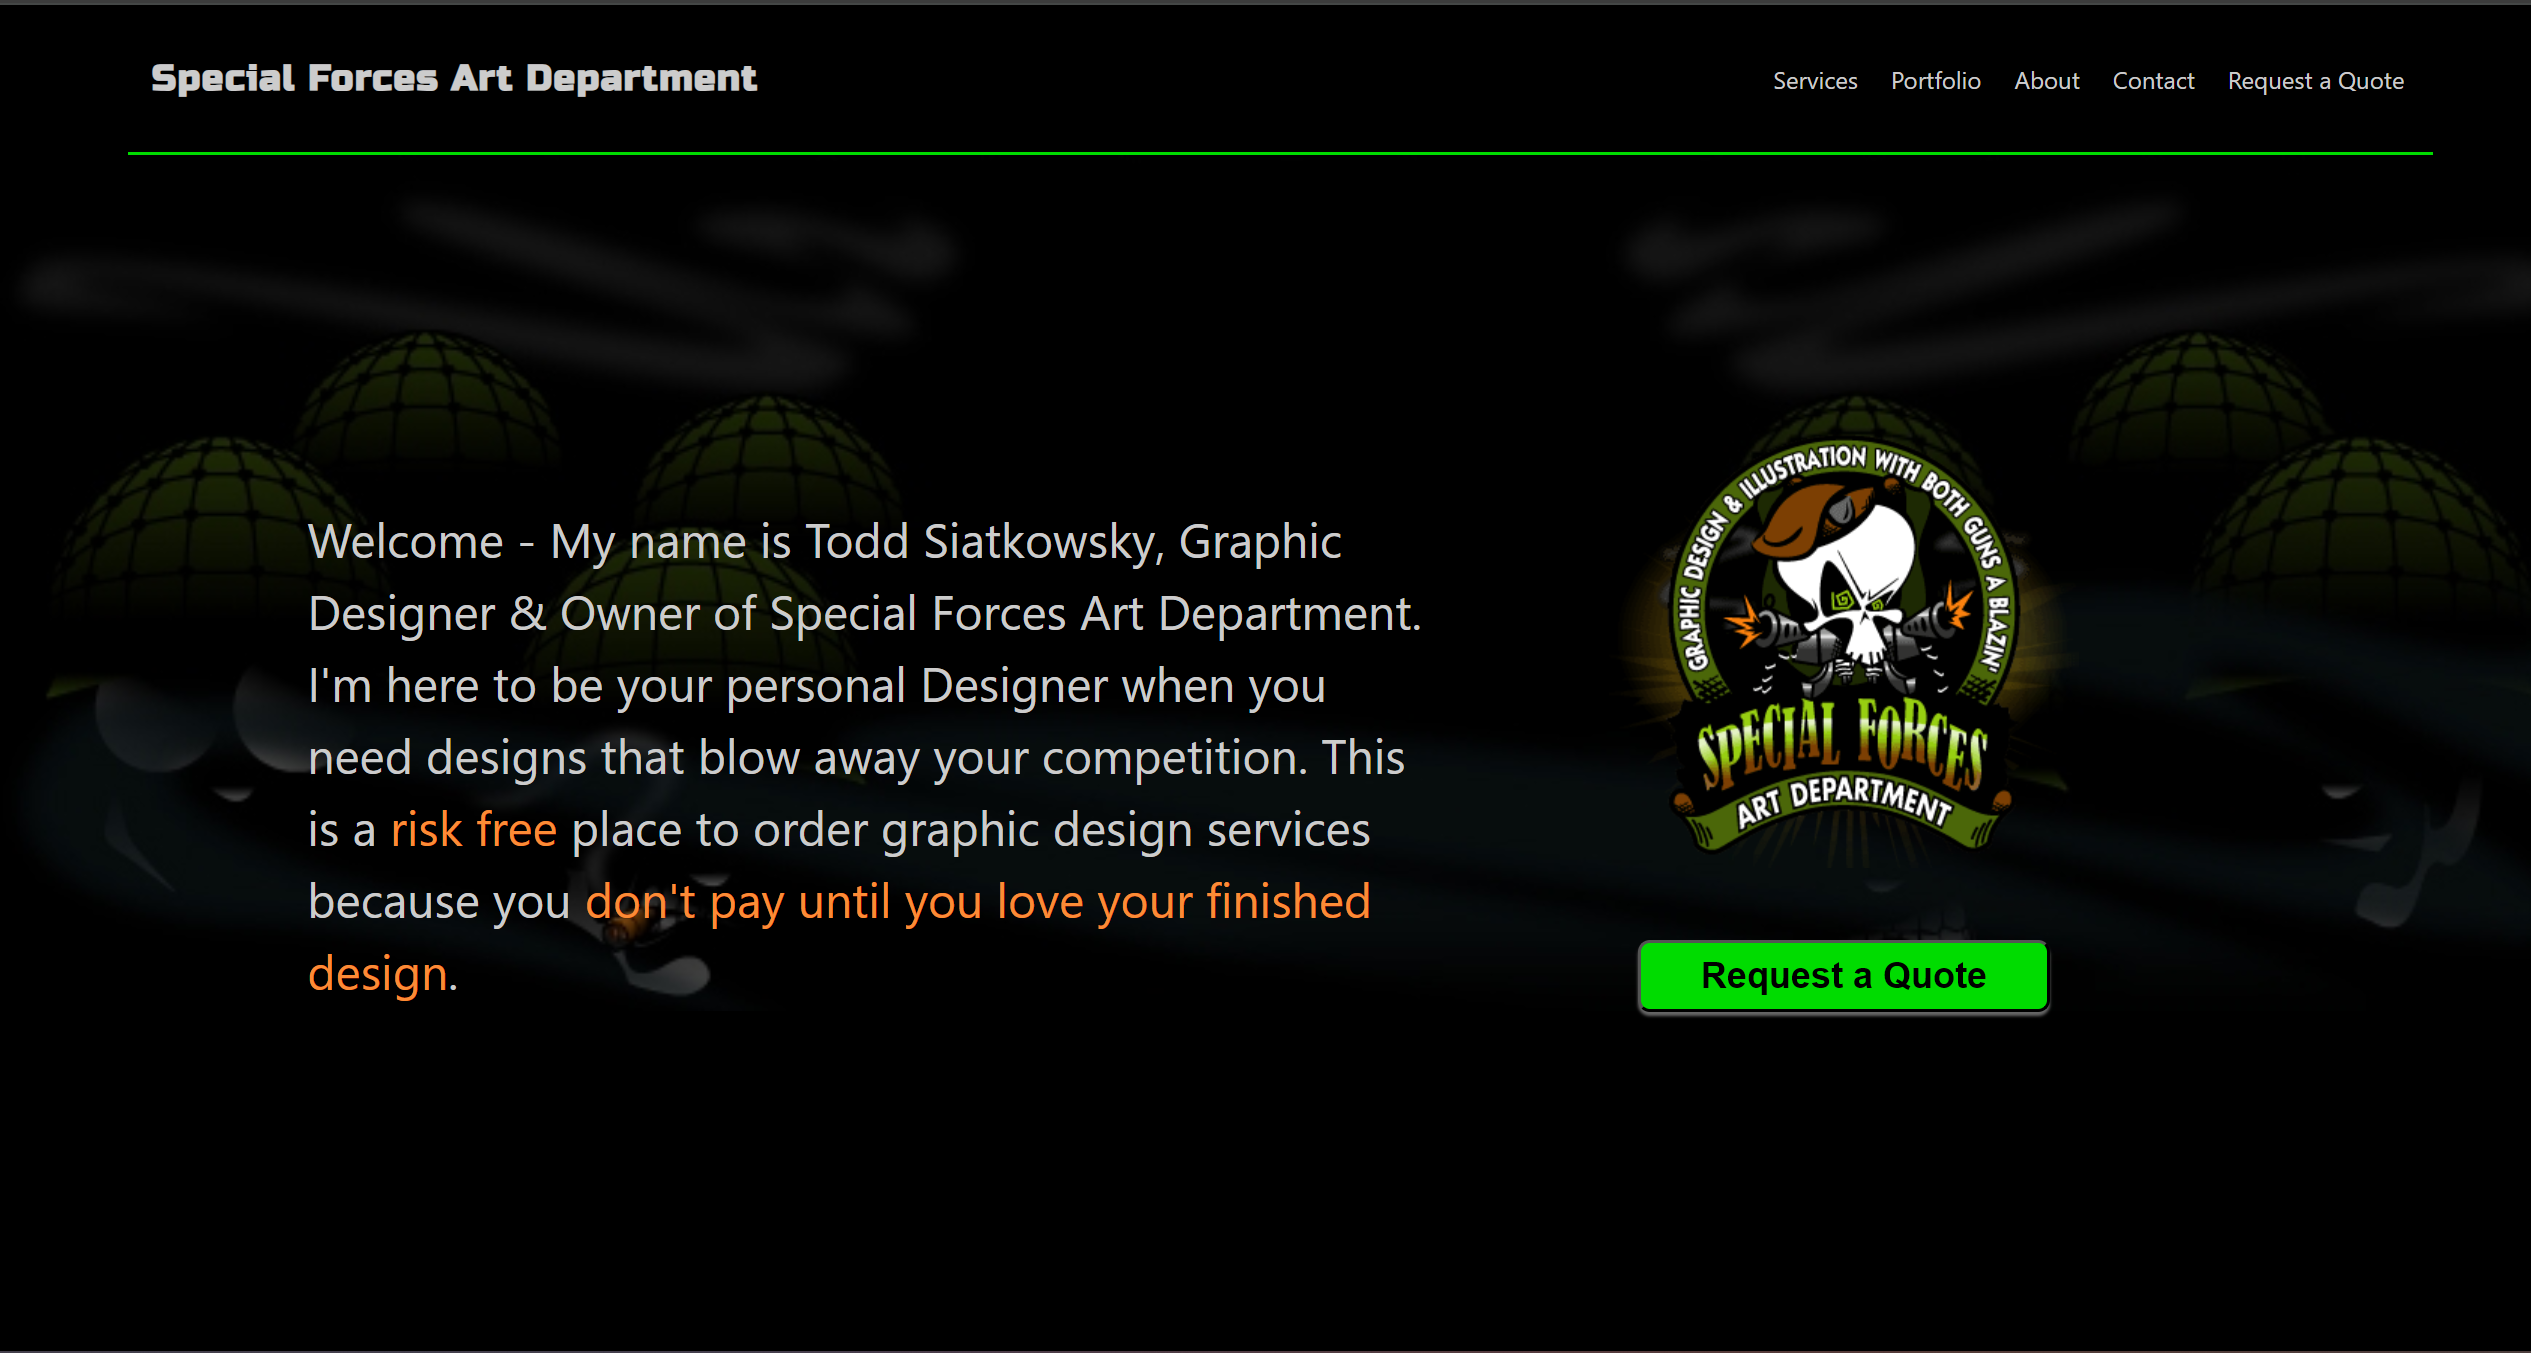 Special Forces Art Department
Services Portfolio About Contact Request a Quote
Welcome - My name is Todd Siatkowsky, Graphic
Designer & Owner of Special Forces Art Department.
I'm here to be your personal Designer when you
need designs that blow away your competition. This
is a risk free place to order graphic design services
because you don't pay until you love your finished
design.
GRAPHIC DESIGN & ILLUSTRATION WITH BOTH GUNS A BLAZIN'
SPECIAL FORCES
ART DEPARTMENT
Request a Quote